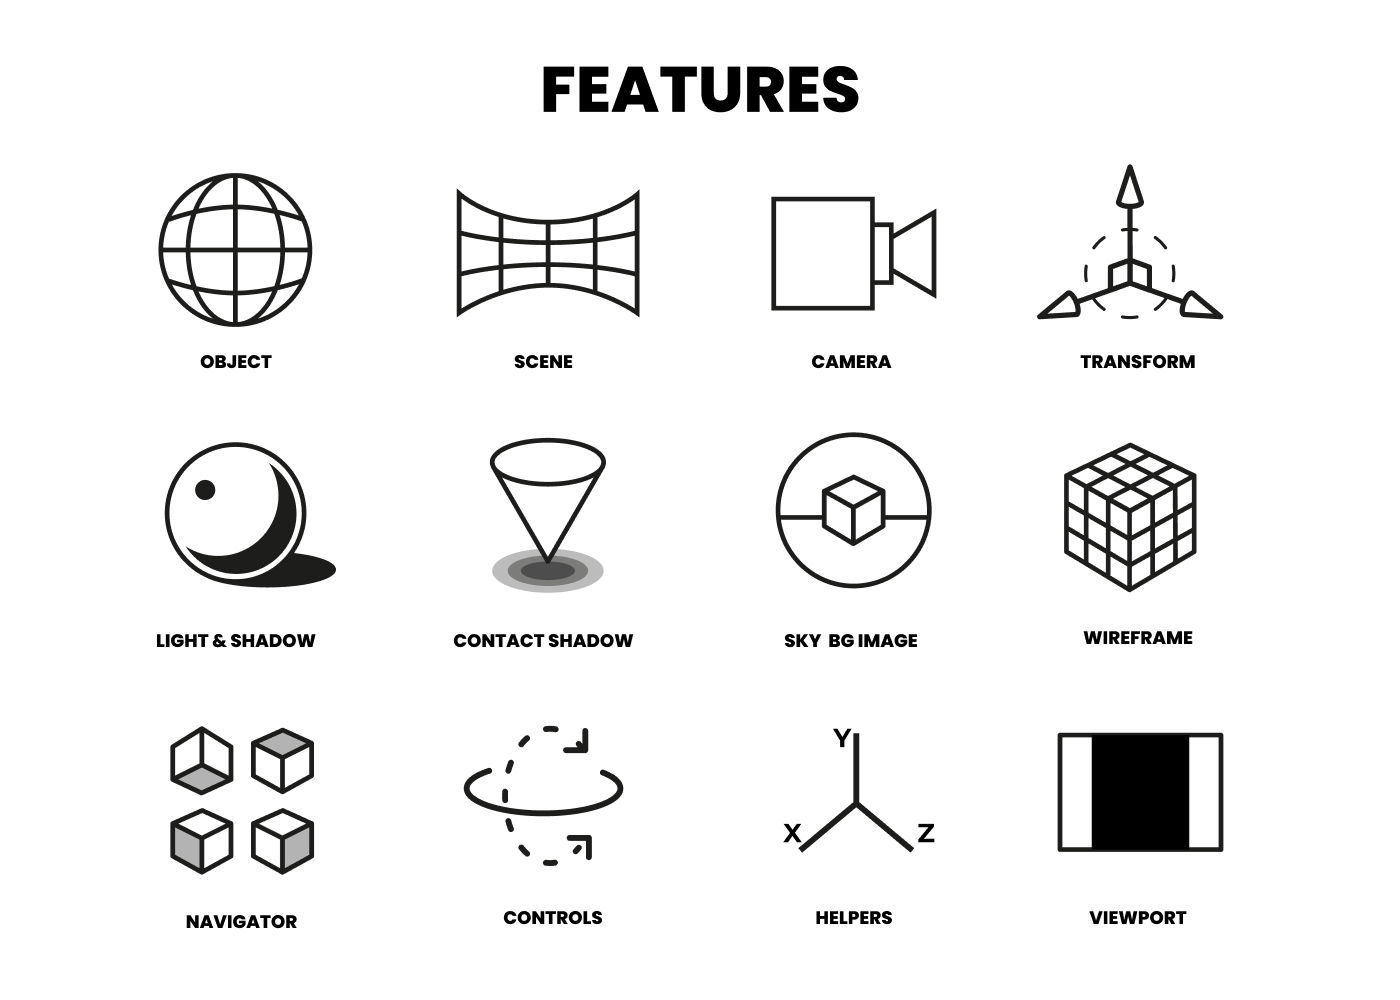 FEATURES
OBJECT
SCENE
CAMERA
TRANSFORM
LIGHT & SHADOW
CONTACT SHADOW
SKY BG IMAGE
WIREFRAME
Y
X
Z
NAVIGATOR
CONTROLS
HELPERS
VIEWPORT